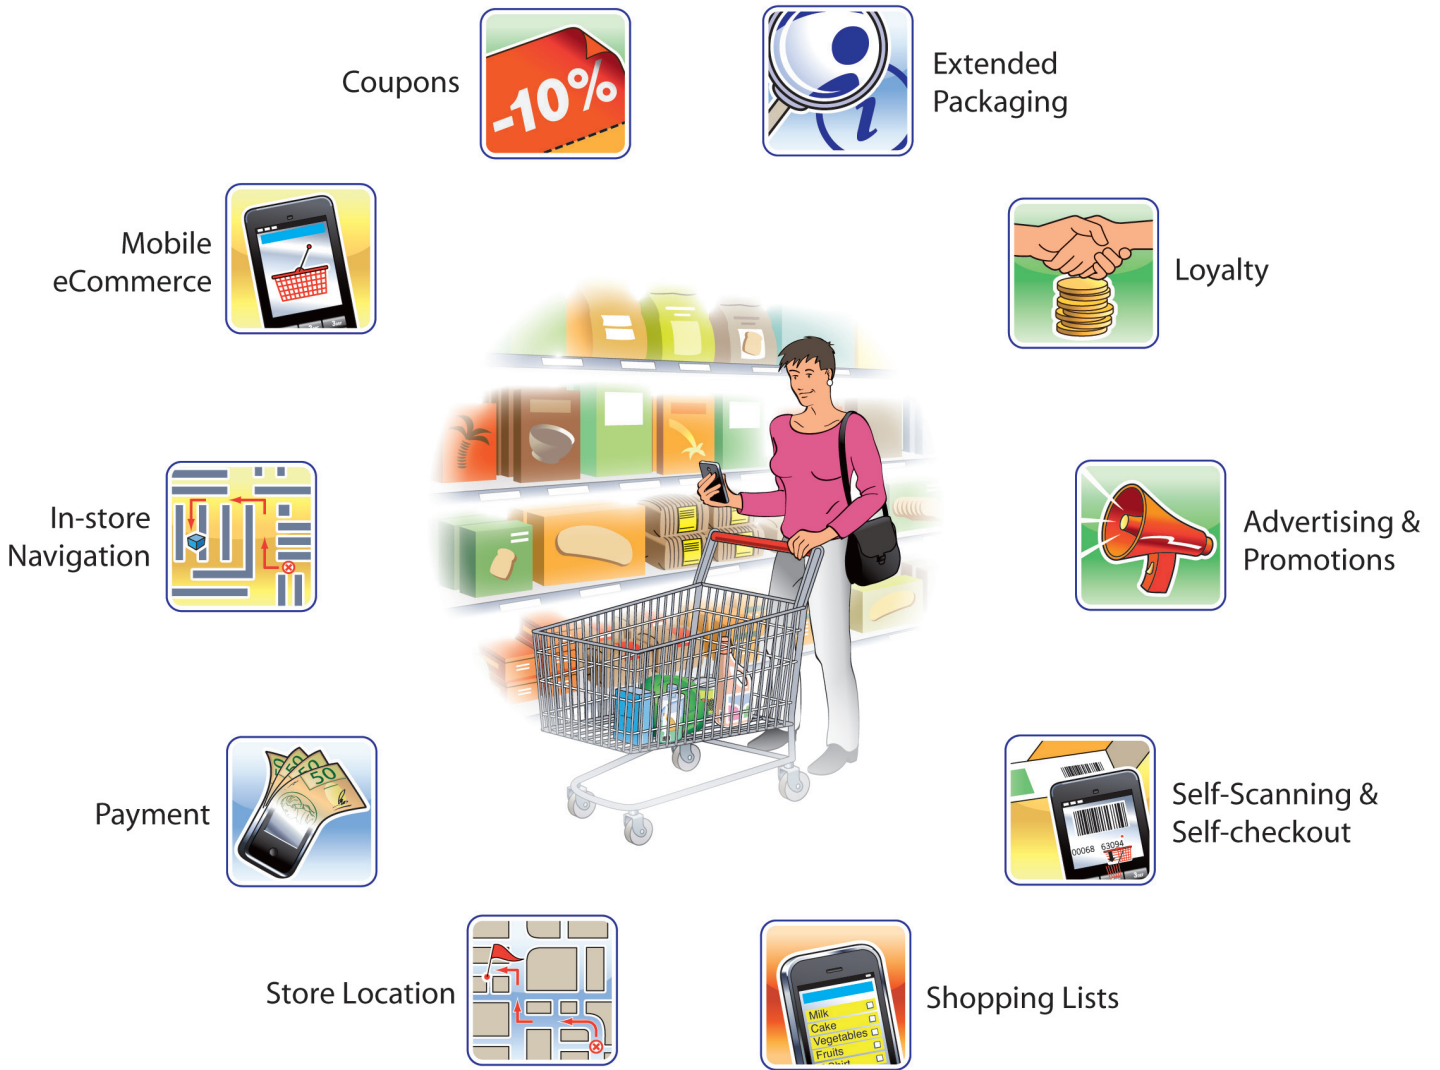 Coupons
-10%
Extended
Packaging
Mobile
eCommerce
Loyalty
In-store
Navigation
Advertising &
Promotions
Payment
50
Self-Scanning &
Self-checkout
00068 63094
Store Location
Shopping Lists
Milk
Cake
Vegetables
Fruits